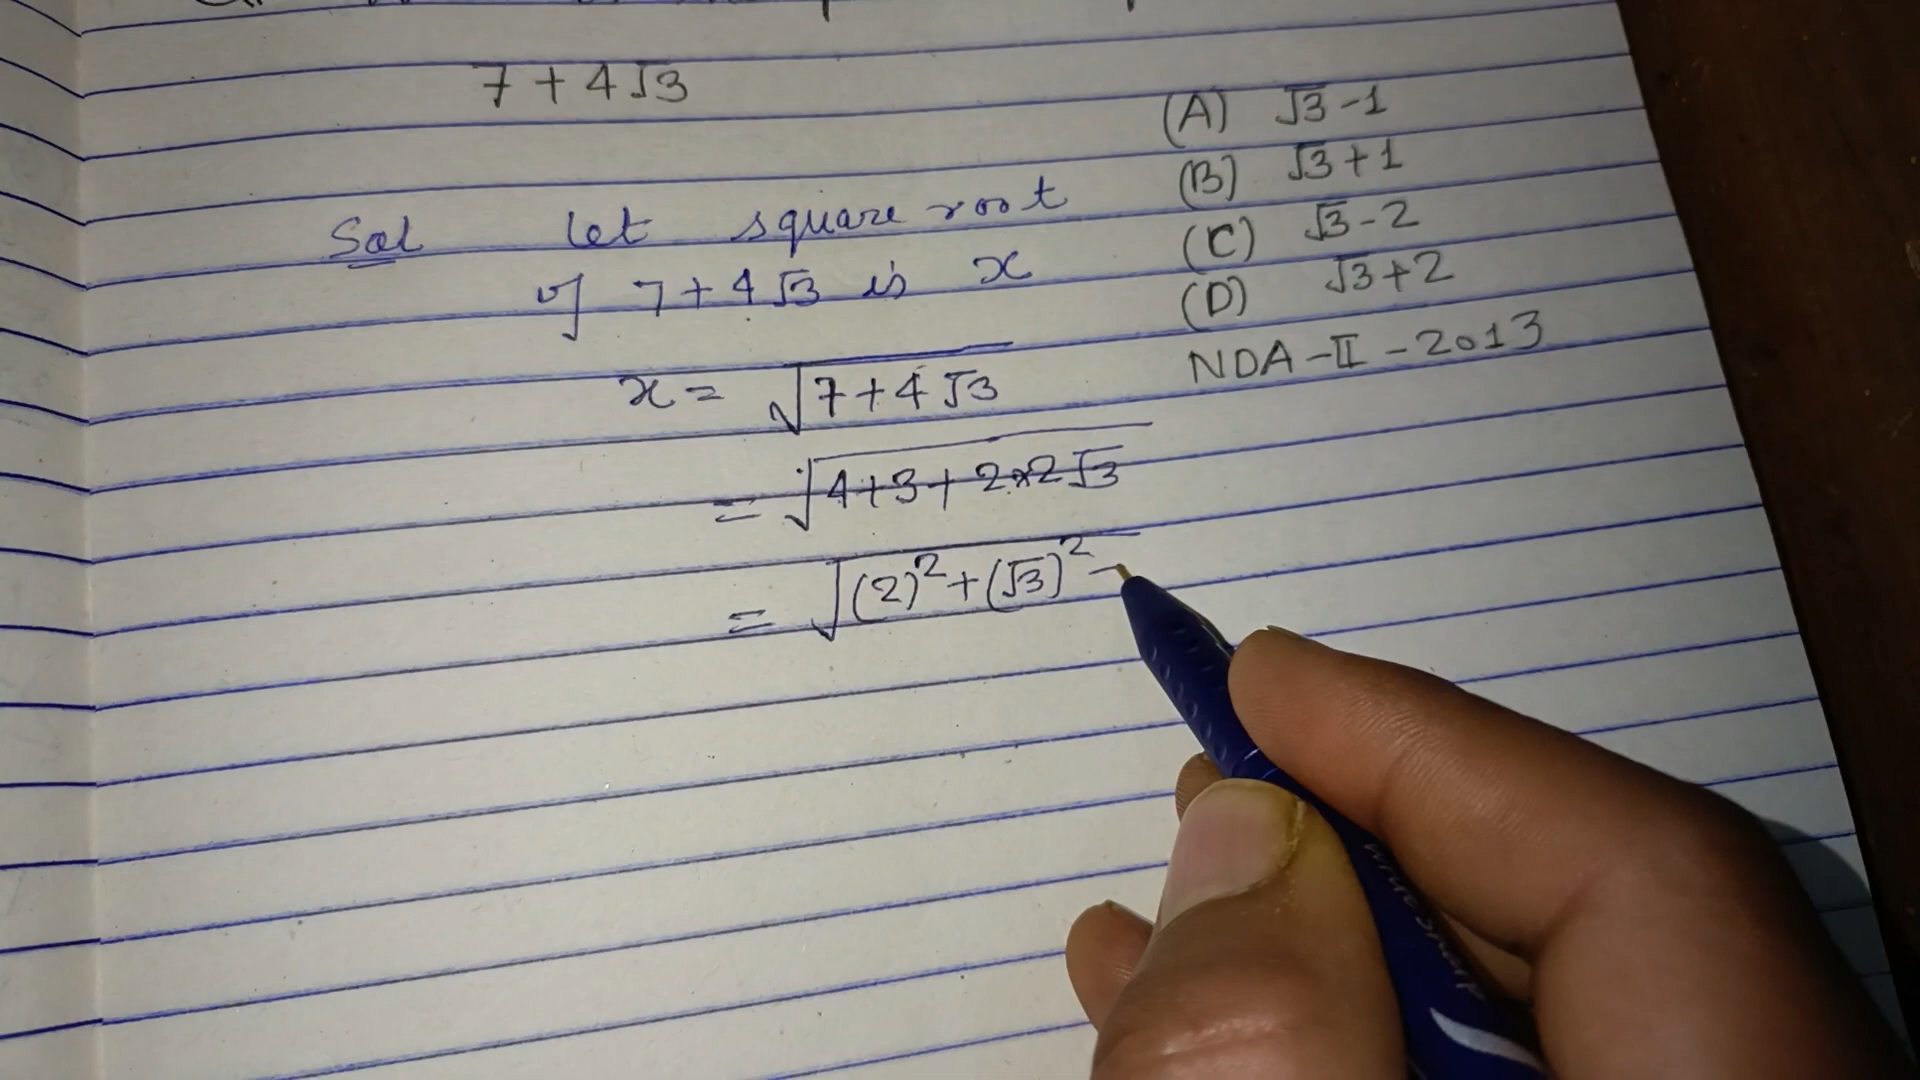 7 + 4√3
(A) √3 - 1
(B) √3 + 1
(C) √3 - 2
(D) √3 + 2
NDA - II - 2013
Sol let square root
of 7 + 4√3 is x
x = √7 + 4√3
= √4 + 3 + 2×2√3
= √(2)² + (√3)² -